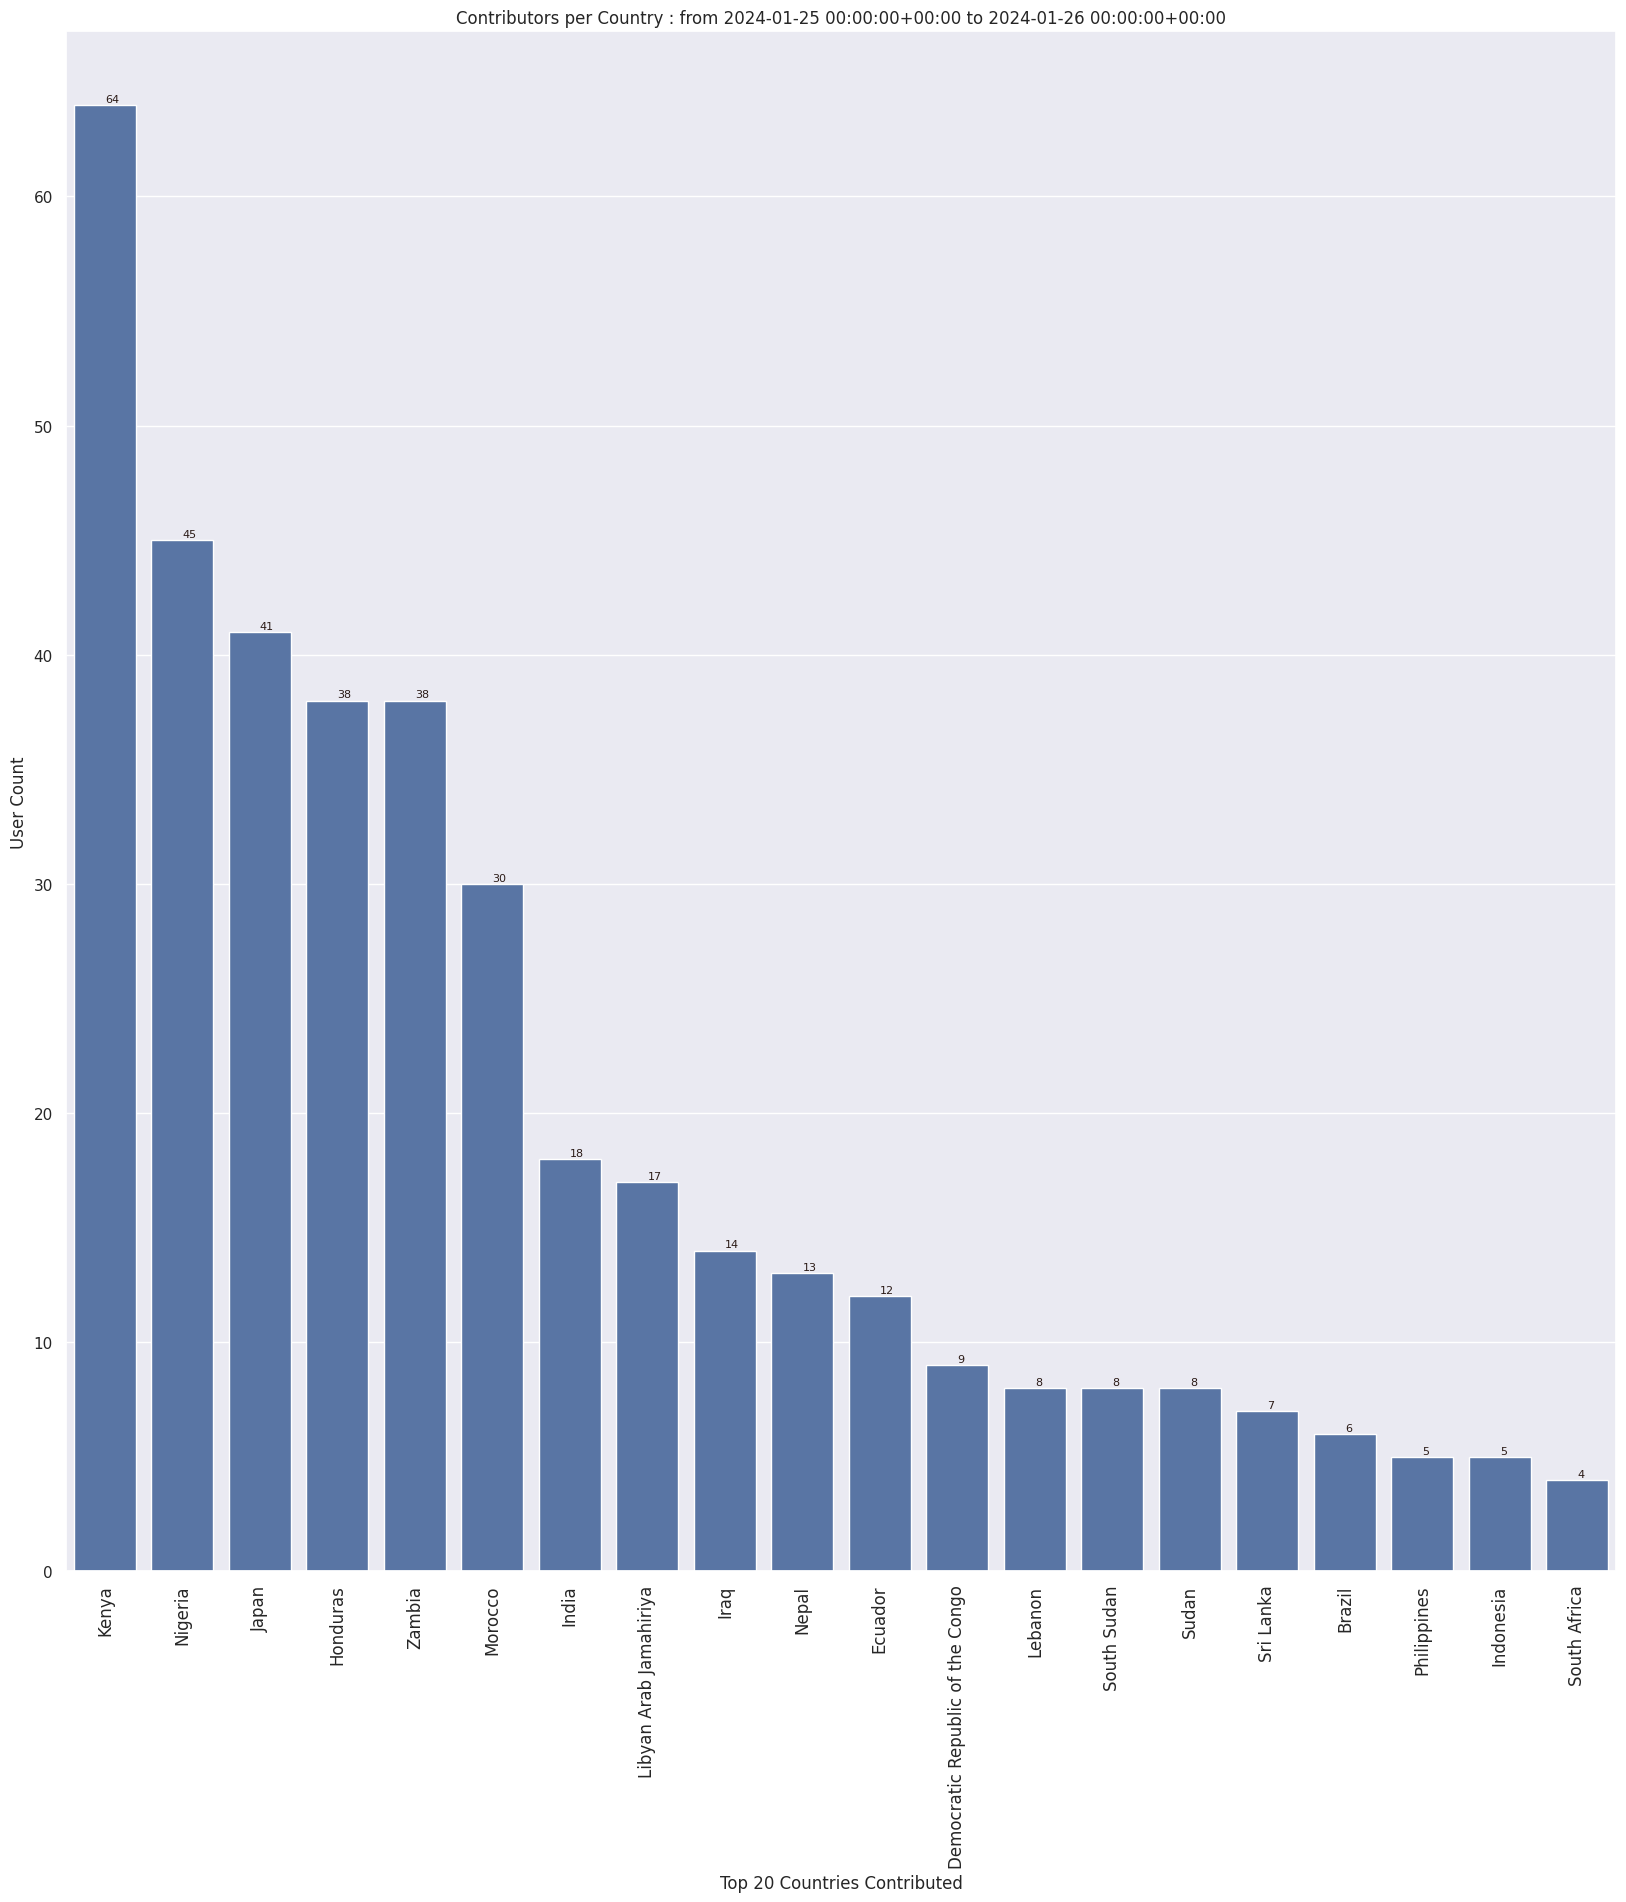 Contributors per Country : from 2024-01-25 00:00:00+00:00 to 2024-01-26 00:00:00+00:00
User Count
60
50
40
30
20
10
0
64
45
41
38
38
30
18
17
14
13
12
9
8
8
8
7
6
5
5
4
Kenya
Nigeria
Japan
Honduras
Zambia
Morocco
India
Libyan Arab Jamahiriya
Iraq
Nepal
Ecuador
Democratic Republic of the Congo
Lebanon
South Sudan
Sudan
Sri Lanka
Brazil
Philippines
Indonesia
South Africa
Top 20 Countries Contributed